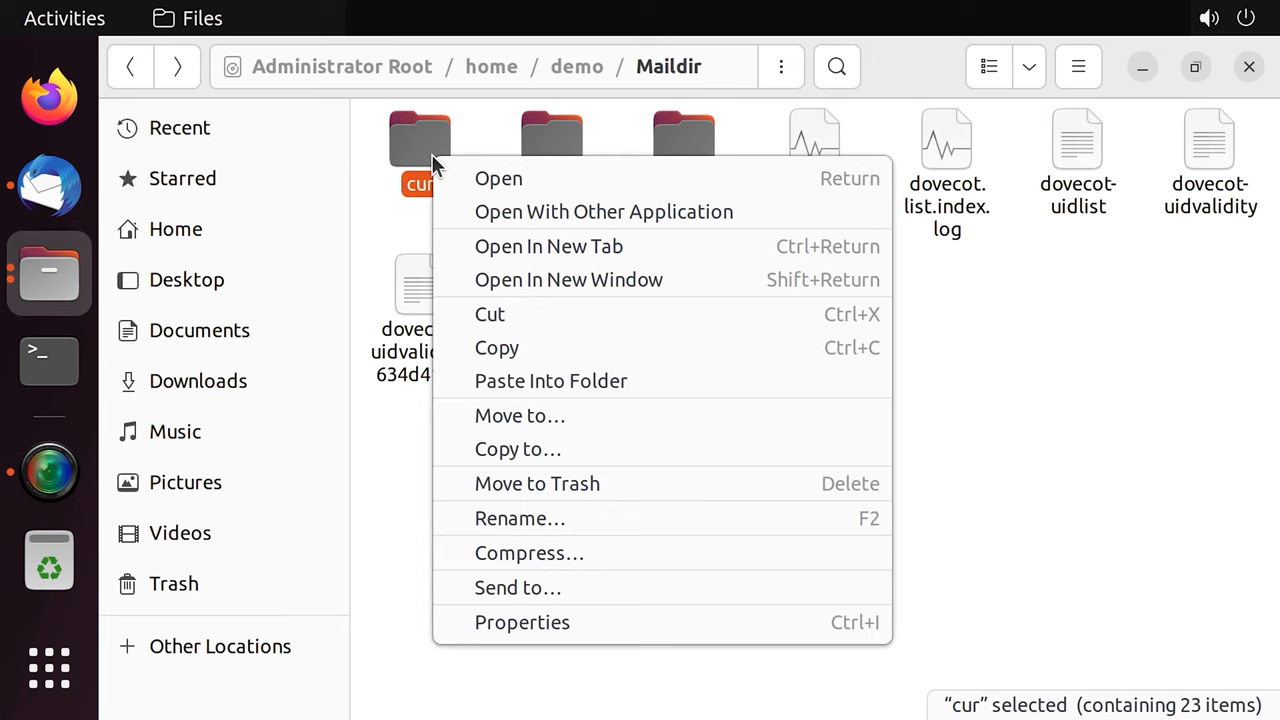 Activities
Files
Administrator Root / home / demo / Maildir
Recent
Starred
Home
Desktop
Documents
Downloads
Music
Pictures
Videos
Trash
Other Locations
cur
dovecot.
list.index.
log
dovecot-
uidlist
dovecot-
uidvalidity
Open Return
Open With Other Application
Open In New Tab Ctrl+Return
Open In New Window Shift+Return
Cut Ctrl+X
Copy Ctrl+C
Paste Into Folder
Move to…
Copy to…
Move to Trash Delete
Rename… F2
Compress…
Send to…
Properties Ctrl+I
“cur” selected (containing 23 items)